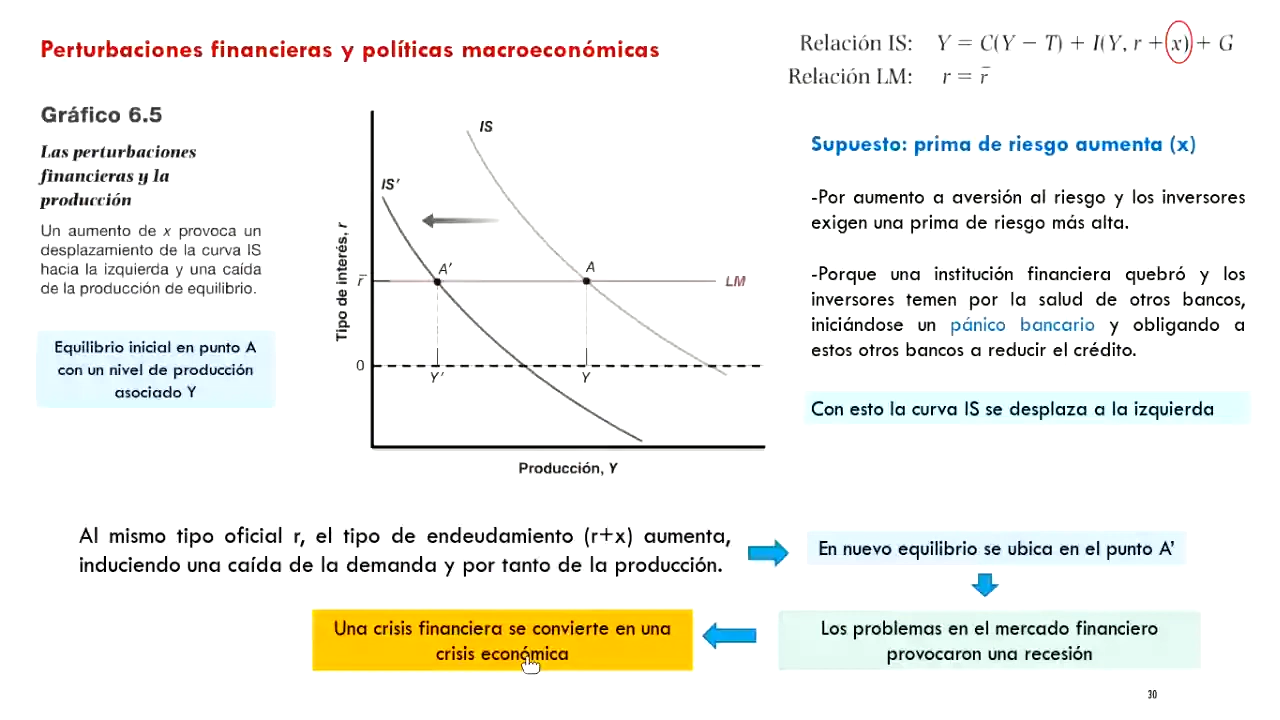 Perturbaciones financieras y políticas macroeconómicas
Relación IS: Y = C(Y − T) + I(Y, r + x) + G
Relación LM: r = r̄
Gráfico 6.5
Las perturbaciones
financieras y la
producción
Un aumento de x provoca un
desplazamiento de la curva IS
hacia la izquierda y una caída
de la producción de equilibrio.
Equilibrio inicial en punto A
con un nivel de producción
asociado Y
IS
IS′
A′
A
r̄
LM
Tipo de interés, r
0
Y′
Y
Producción, Y
Supuesto: prima de riesgo aumenta (x)
-Por aumento a aversión al riesgo y los inversores
exigen una prima de riesgo más alta.
-Porque una institución financiera quebró y los
inversores temen por la salud de otros bancos,
iniciándose un pánico bancario y obligando a
estos otros bancos a reducir el crédito.
Con esto la curva IS se desplaza a la izquierda
Al mismo tipo oficial r, el tipo de endeudamiento (r+x) aumenta,
induciendo una caída de la demanda y por tanto de la producción.
En nuevo equilibrio se ubica en el punto A’
Los problemas en el mercado financiero
provocaron una recesión
Una crisis financiera se convierte en una
crisis económica
30